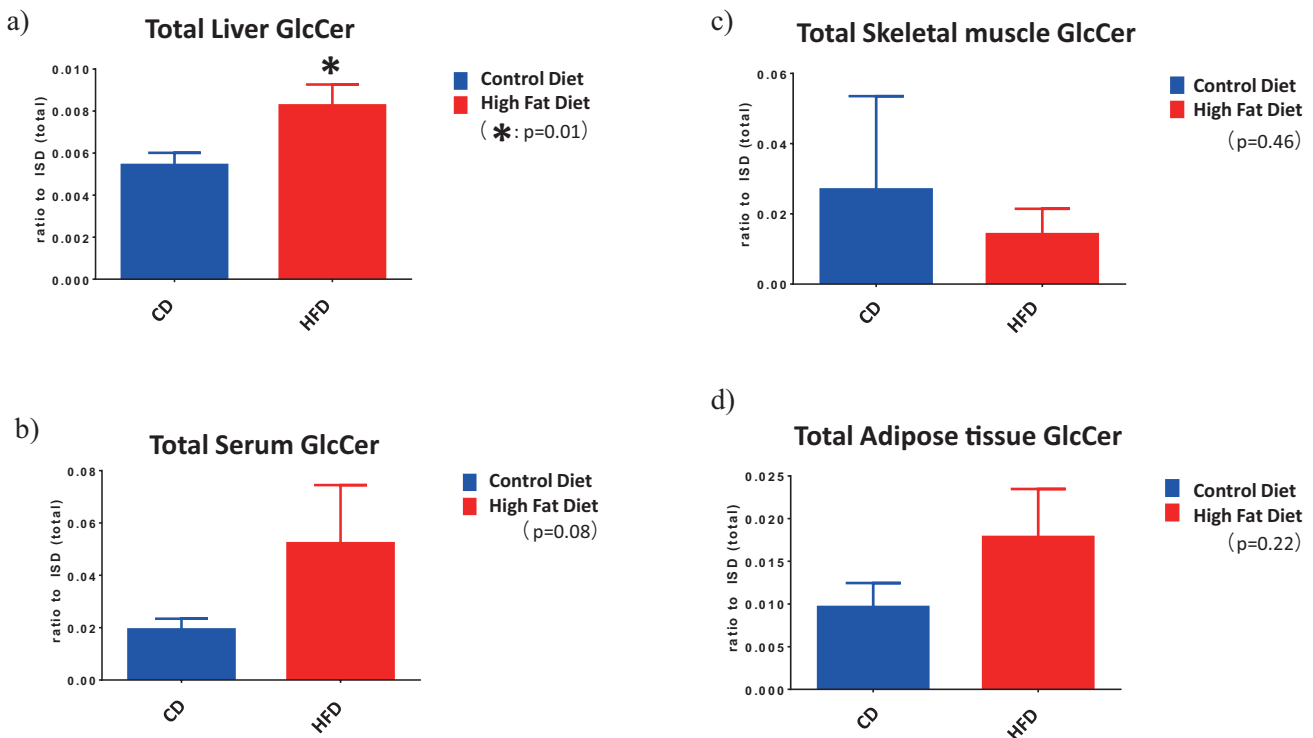 a)
Total Liver GlcCer
ratio to ISD (total)
0.010
0.008
0.006
0.004
0.002
0.000
*
CD
HFD
Control Diet
High Fat Diet
(*: p=0.01)
b)
Total Serum GlcCer
ratio to ISD (total)
0.08
0.06
0.04
0.02
0.00
CD
HFD
Control Diet
High Fat Diet
(p=0.08)
c)
Total Skeletal muscle GlcCer
ratio to ISD (total)
0.06
0.04
0.02
0.00
CD
HFD
Control Diet
High Fat Diet
(p=0.46)
d)
Total Adipose tissue GlcCer
ratio to ISD (total)
0.025
0.020
0.015
0.010
0.005
0.000
CD
HFD
Control Diet
High Fat Diet
(p=0.22)